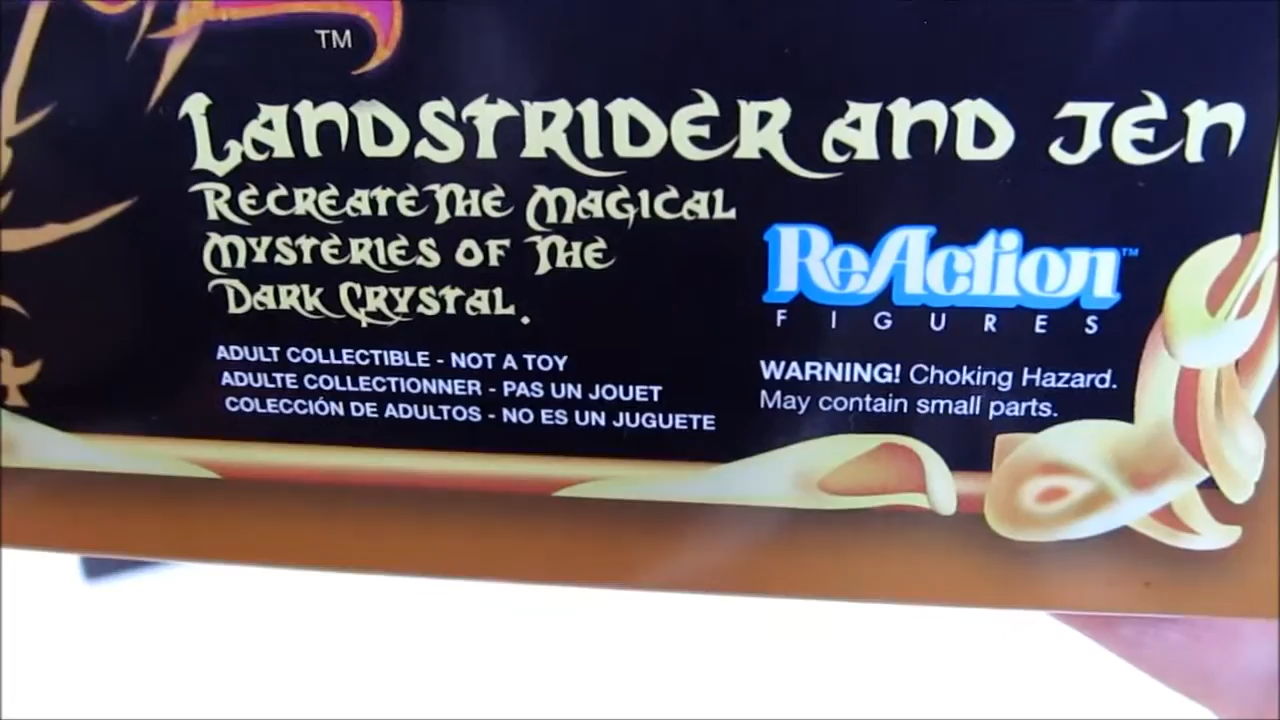 TM
LANDSTRIDER AND JEN
RECREATE THE MAGICAL
MYSTERIES OF THE
DARK CRYSTAL.
ReAction™
FIGURES
ADULT COLLECTIBLE - NOT A TOY
ADULTE COLLECTIONNER - PAS UN JOUET
COLECCIÓN DE ADULTOS - NO ES UN JUGUETE
WARNING! Choking Hazard.
May contain small parts.